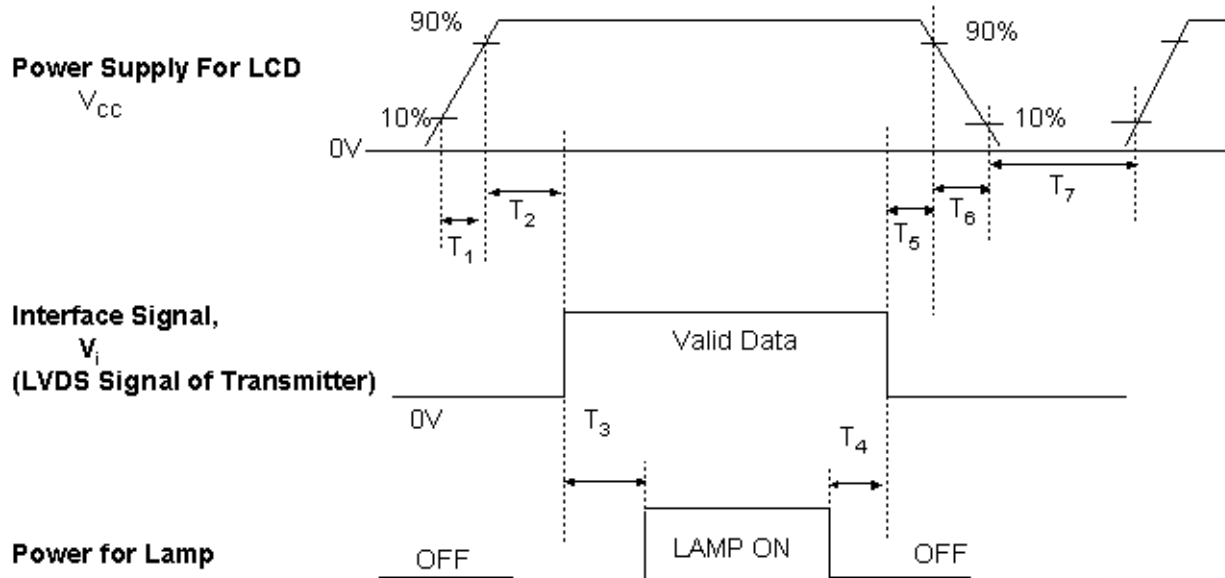 90%
90%
Power Supply For LCD
VCC
10%
10%
0V
T1
T2
T5
T6
T7
Interface Signal,
Vi
(LVDS Signal of Transmitter)
Valid Data
0V
T3
T4
Power for Lamp
OFF
LAMP ON
OFF